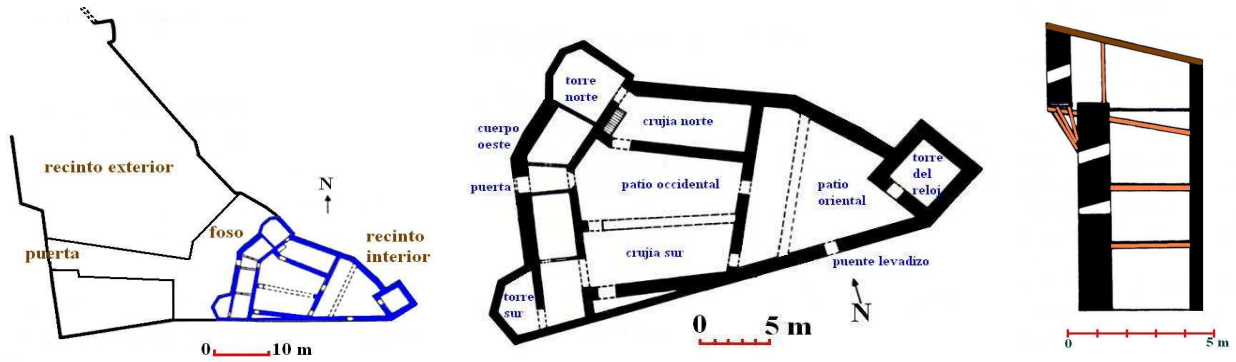 recinto exterior
N
foso
puerta
recinto
interior
0 10 m
torre
norte
cuerpo
oeste
crujía norte
puerta
patio occidental
patio
oriental
torre
del
reloj
crujía sur
puente levadizo
torre
sur
0 5 m
N
0 5 m